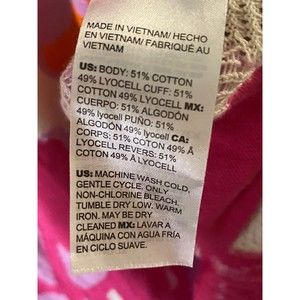 MADE IN VIETNAM/ HECHO
EN VIETNAM/ FABRIQUÉ AU
VIETNAM
US: BODY: 51% COTTON
49% LYOCELL CUFF: 51%
COTTON 49% LYOCELL MX:
CUERPO: 51% ALGODÓN
49% lyocell PUÑO: 51%
ALGODÓN 49% lyocell CA:
CORPS: 51% COTON 49% Â
LYOCELL REVERS: 51%
COTON 49% Â LYOCELL
US: MACHINE WASH COLD,
GENTLE CYCLE. ONLY
NON-CHLORINE BLEACH.
TUMBLE DRY LOW. WARM
IRON. MAY BE DRY
CLEANED MX: LAVAR A
MÁQUINA CON AGUA FRÍA
EN CICLO SUAVE.